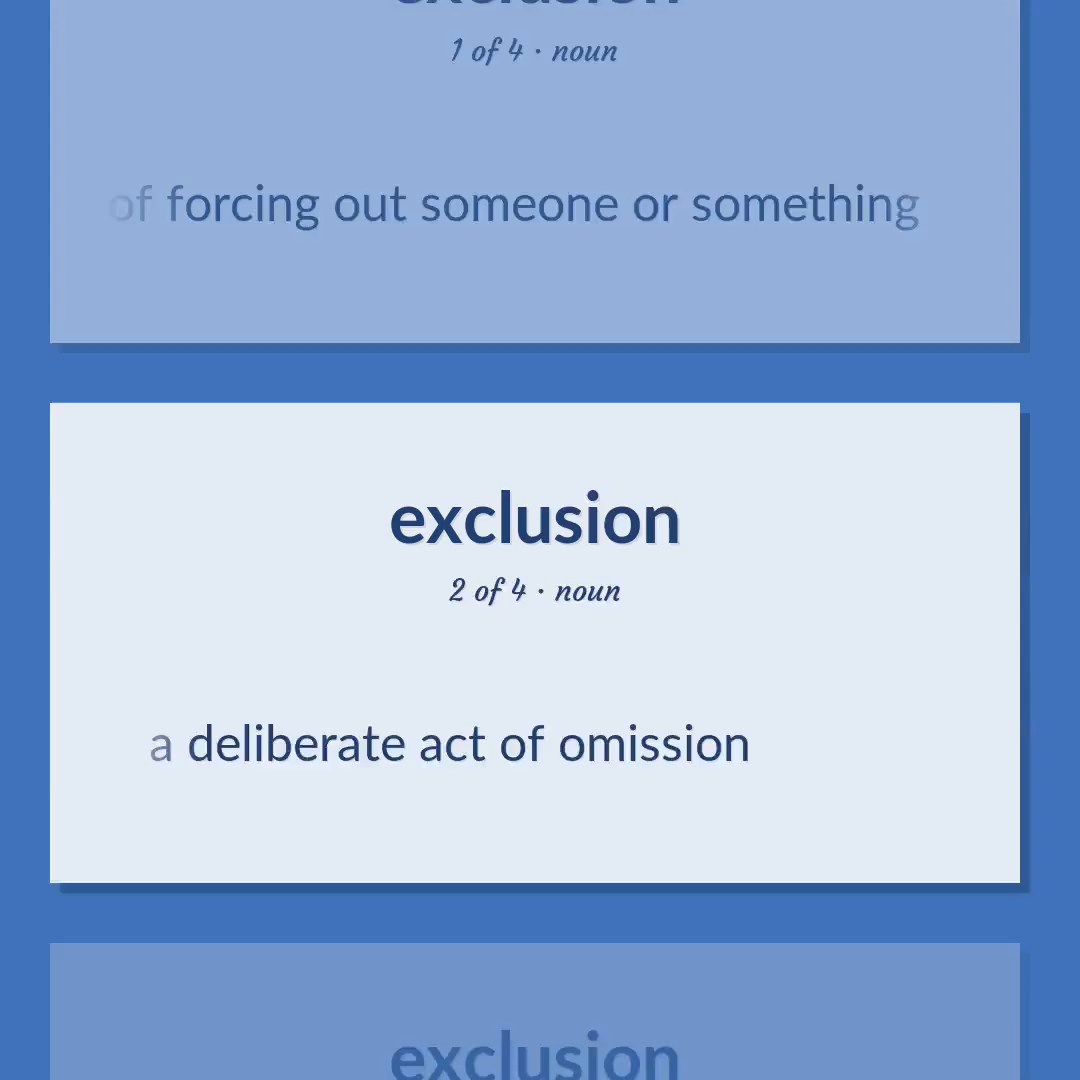 exclusion
1 of 4 · noun
of forcing out someone or something
exclusion
2 of 4 · noun
a deliberate act of omission
exclusion